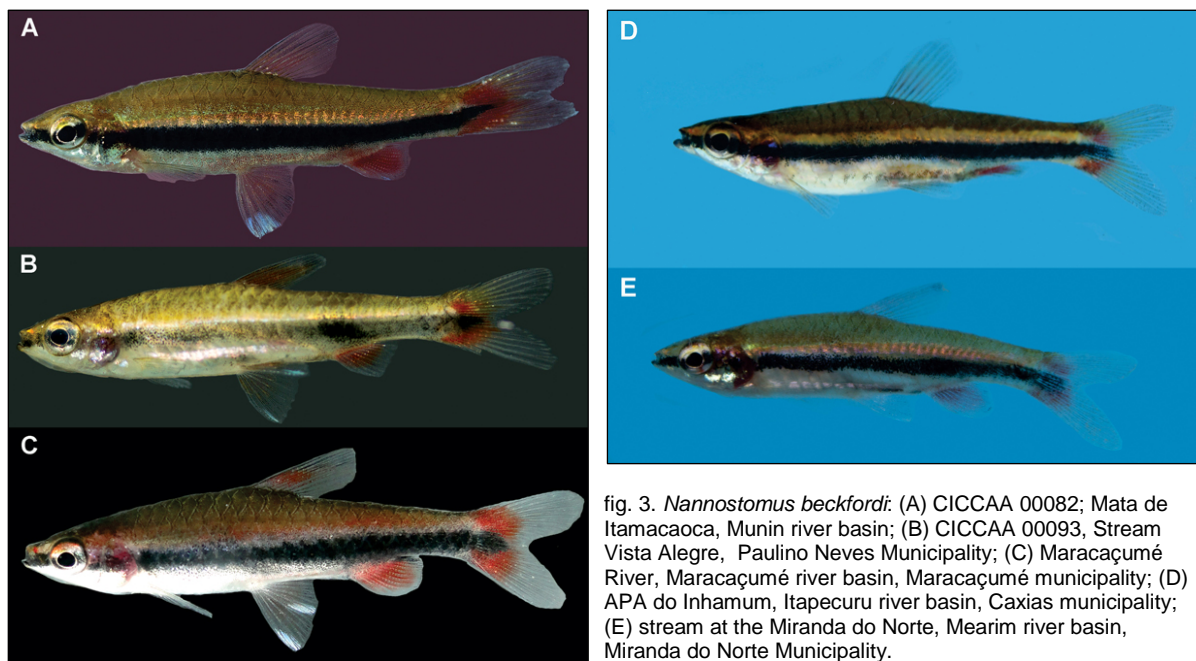 A
B
C
D
E
fig. 3. Nannostomus beckfordi: (A) CICCAA 00082; Mata de
Itamacaoca, Munin river basin; (B) CICCAA 00093, Stream
Vista Alegre, Paulino Neves Municipality; (C) Maracaçumé
River, Maracaçumé river basin, Maracaçumé municipality; (D)
APA do Inhamum, Itapecuru river basin, Caxias municipality;
(E) stream at the Miranda do Norte, Mearim river basin,
Miranda do Norte Municipality.